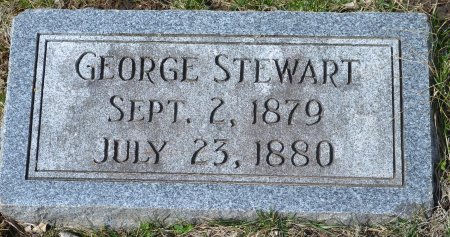 GEORGE STEWART
SEPT. 2, 1879
JULY 23, 1880